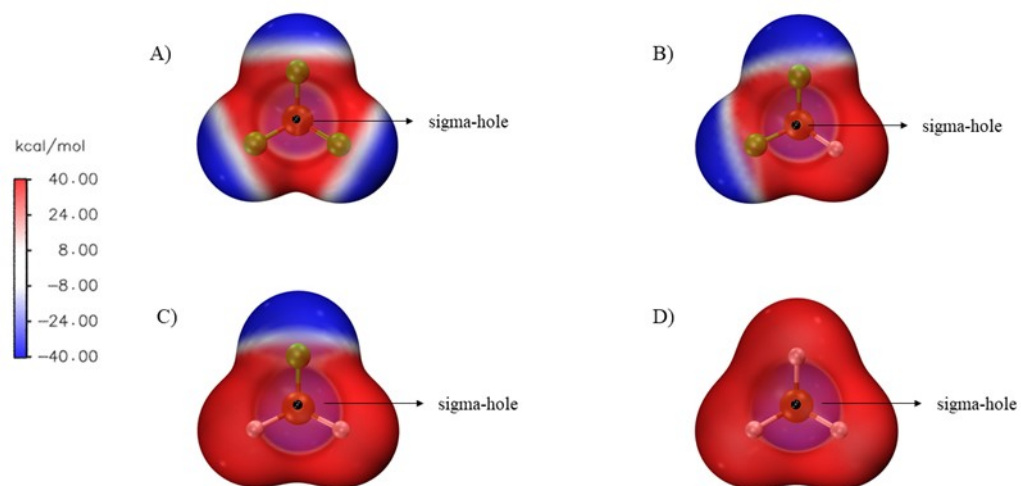 A)
sigma-hole
B)
sigma-hole
kcal/mol
40.00
24.00
8.00
-8.00
-24.00
-40.00
C)
sigma-hole
D)
sigma-hole